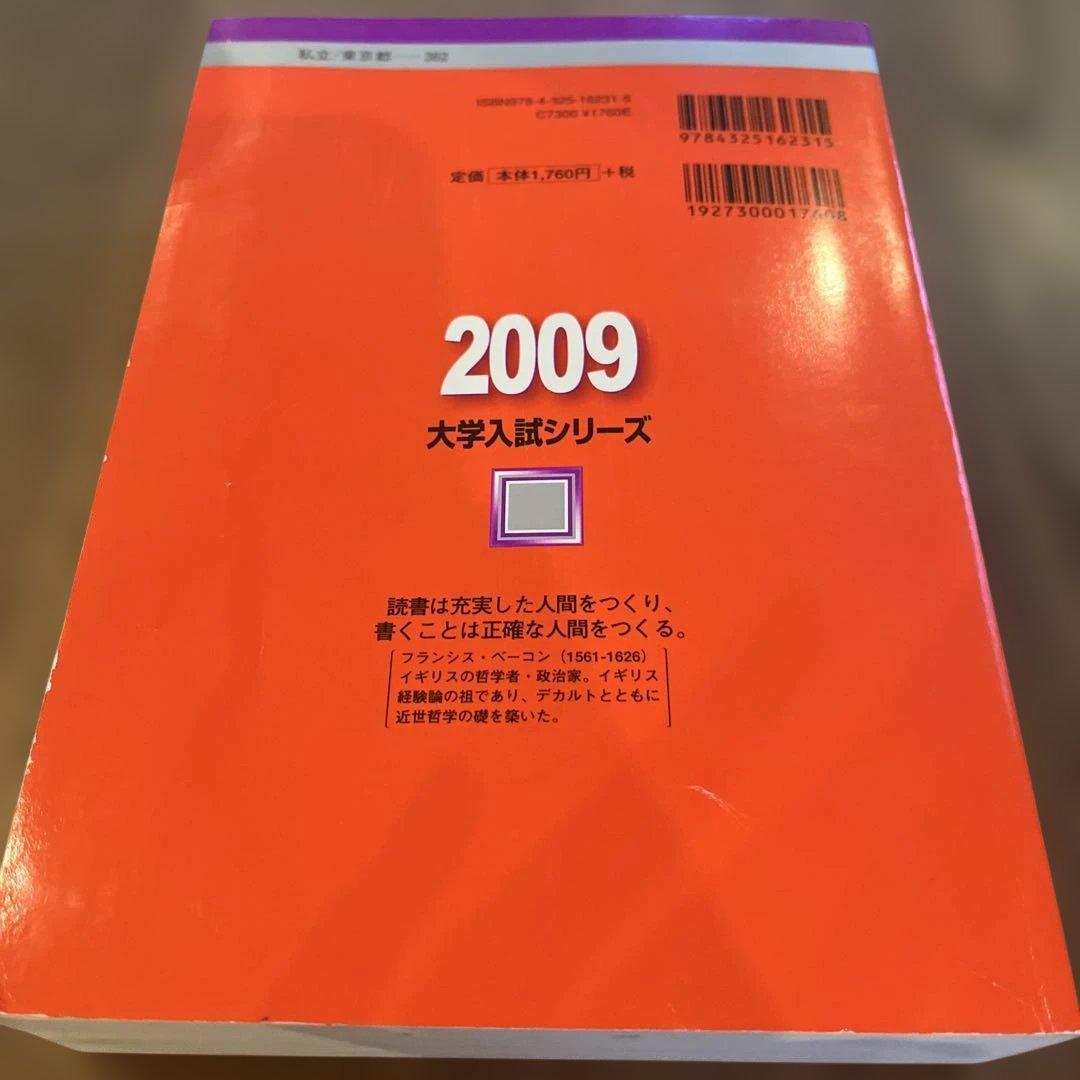 私立/東京都 —— 362
ISBN978-4-325-16231-5
C7300 ¥1760E
9784325162315
定価 本体1,760円 +税
1927300017608
2009
大学入試シリーズ
読書は充実した人間をつくり、
書くことは正確な人間をつくる。
フランシス・ベーコン（1561-1626）
イギリスの哲学者・政治家。イギリス
経験論の祖であり、デカルトとともに
近世哲学の礎を築いた。